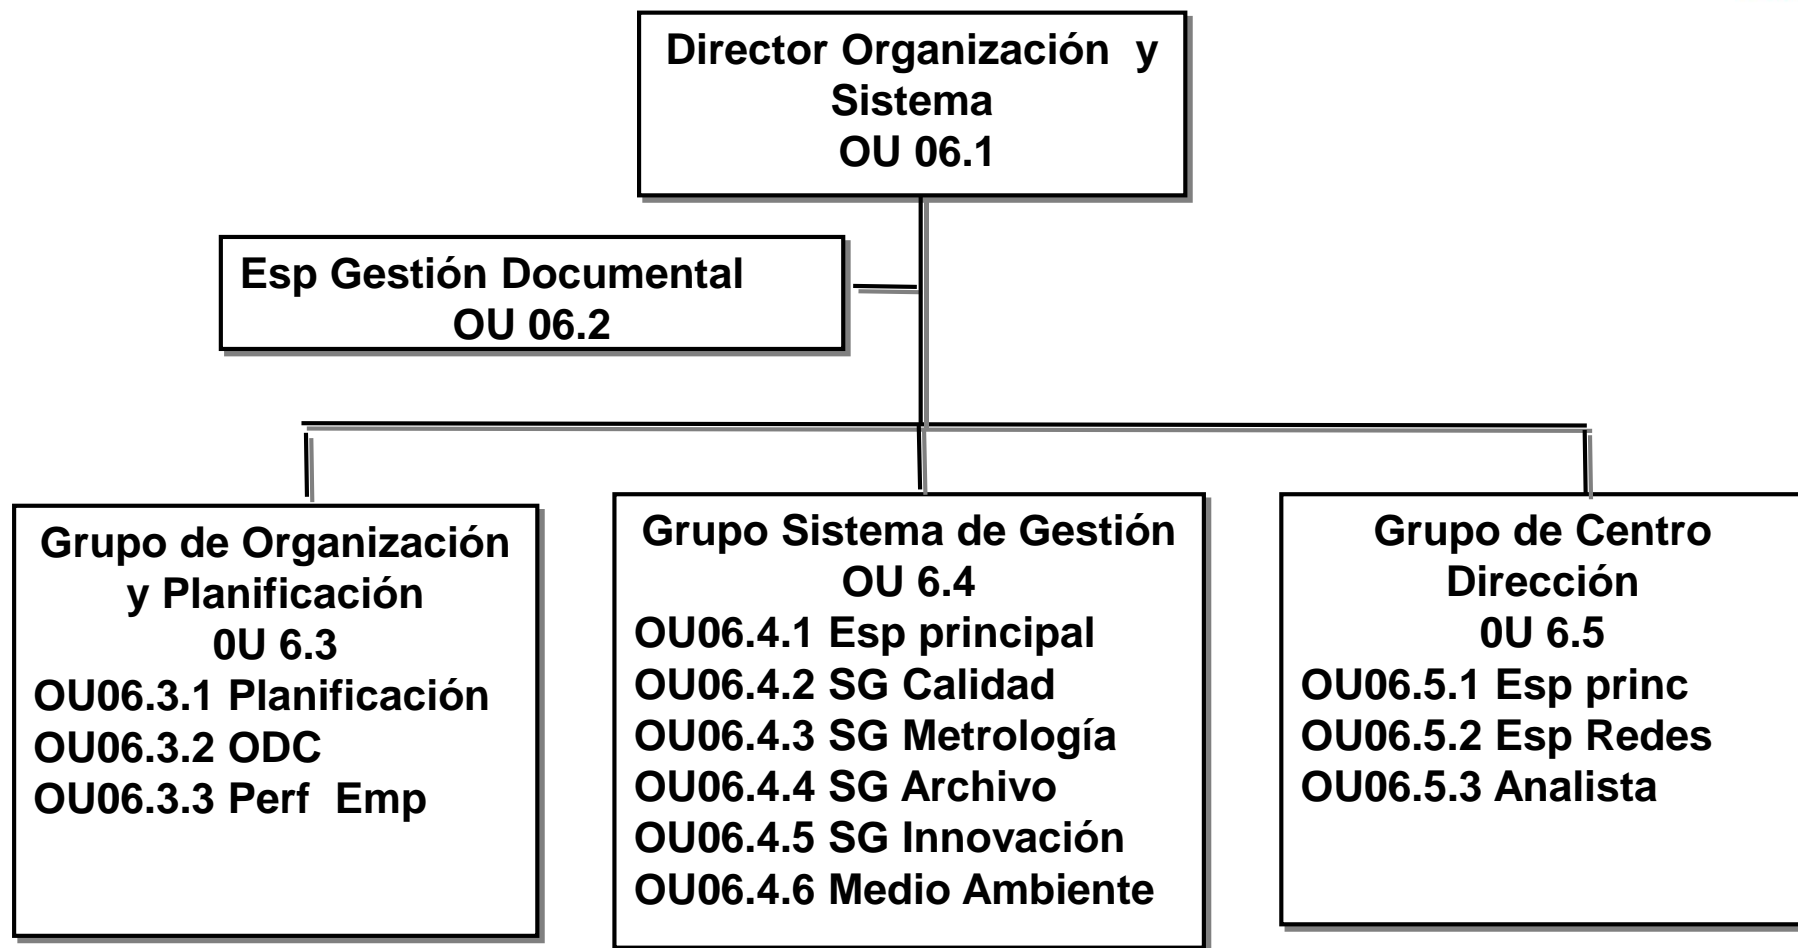 Director Organización y
Sistema
OU 06.1
Esp Gestión Documental
OU 06.2
Grupo de Organización
y Planificación
0U 6.3
OU06.3.1 Planificación
OU06.3.2 ODC
OU06.3.3 Perf Emp
Grupo Sistema de Gestión
OU 6.4
OU06.4.1 Esp principal
OU06.4.2 SG Calidad
OU06.4.3 SG Metrología
OU06.4.4 SG Archivo
OU06.4.5 SG Innovación
OU06.4.6 Medio Ambiente
Grupo de Centro
Dirección
0U 6.5
OU06.5.1 Esp princ
OU06.5.2 Esp Redes
OU06.5.3 Analista